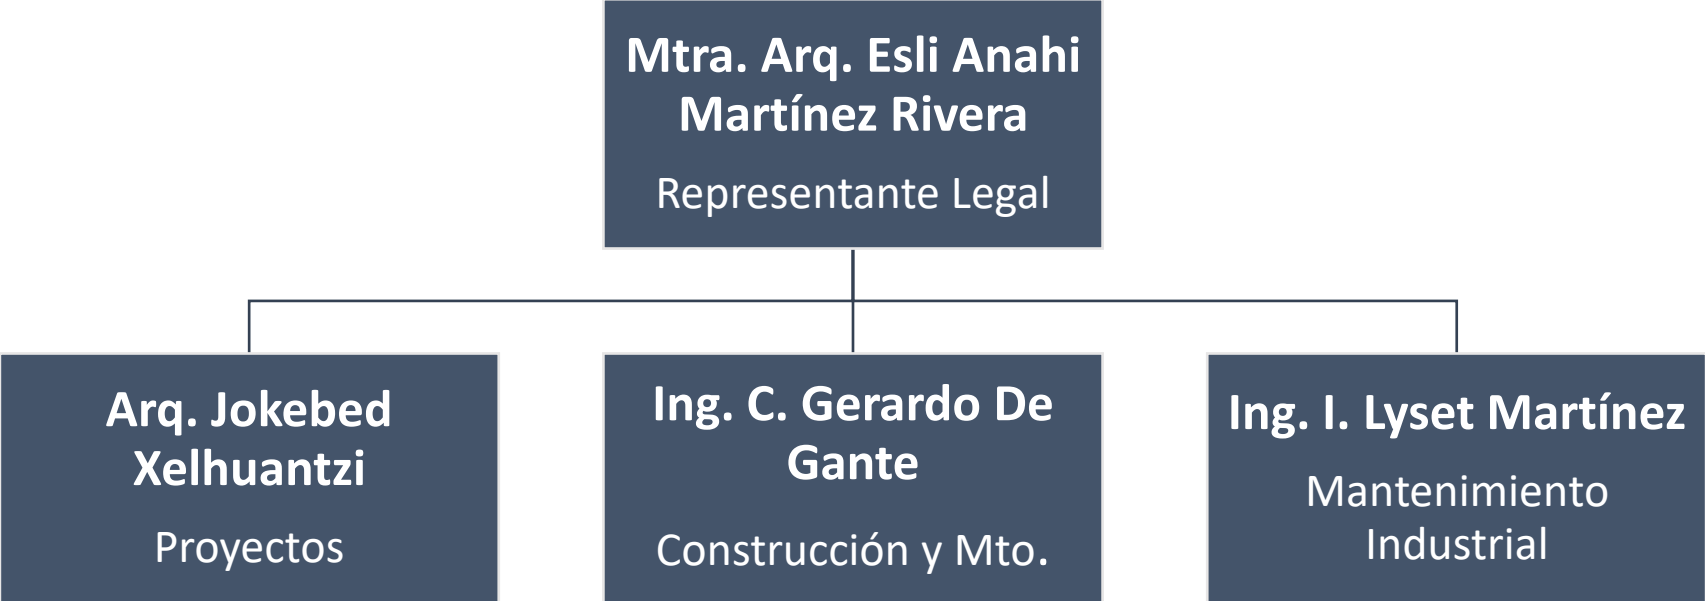 Mtra. Arq. Esli Anahi
Martínez Rivera
Representante Legal
Arq. Jokebed
Xelhuantzi
Proyectos
Ing. C. Gerardo De
Gante
Construcción y Mto.
Ing. I. Lyset Martínez
Mantenimiento
Industrial